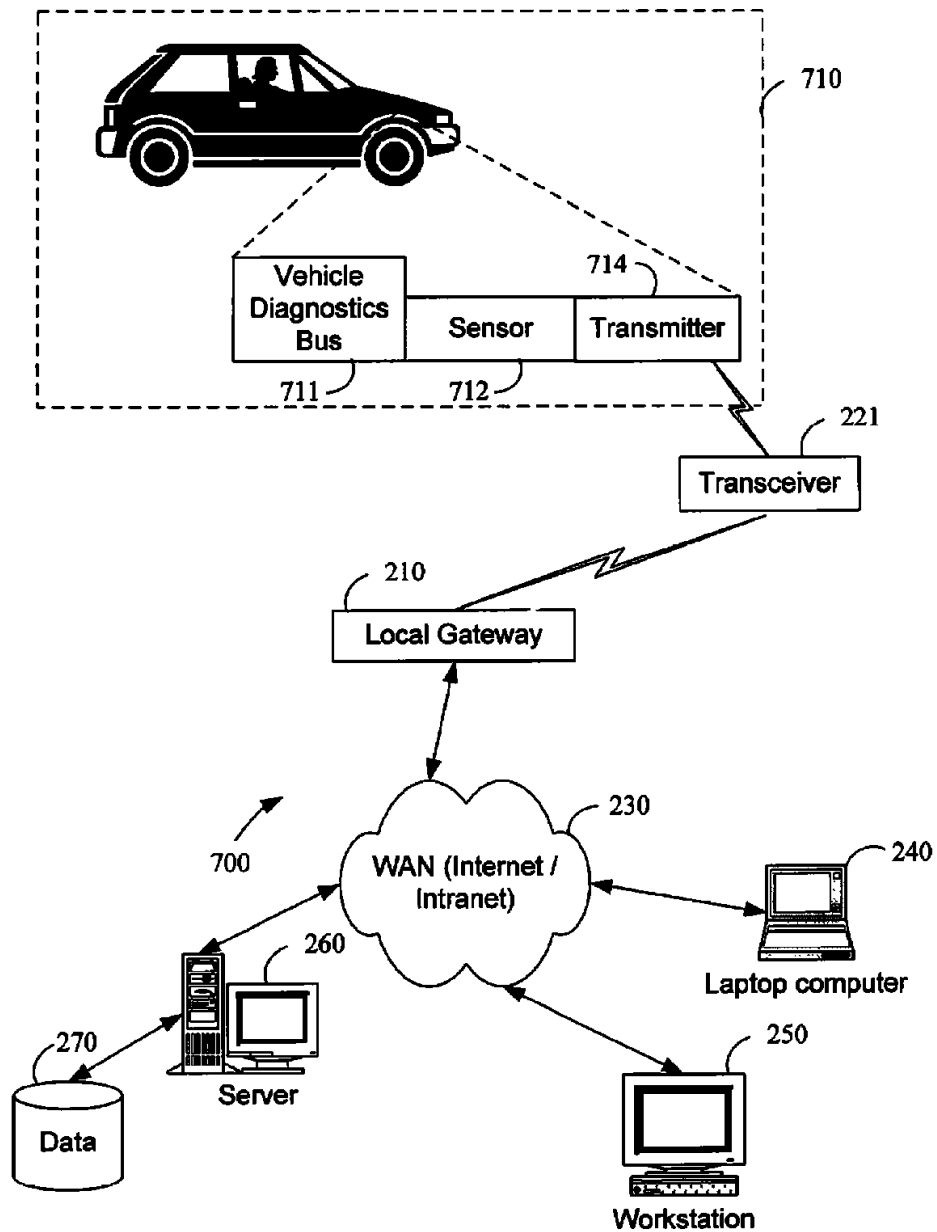 710
Vehicle
Diagnostics
Bus
Sensor
714
Transmitter
711
712
221
Transceiver
210
Local Gateway
700
230
WAN (Internet /
Intranet)
240
Laptop computer
260
Server
270
Data
250
Workstation